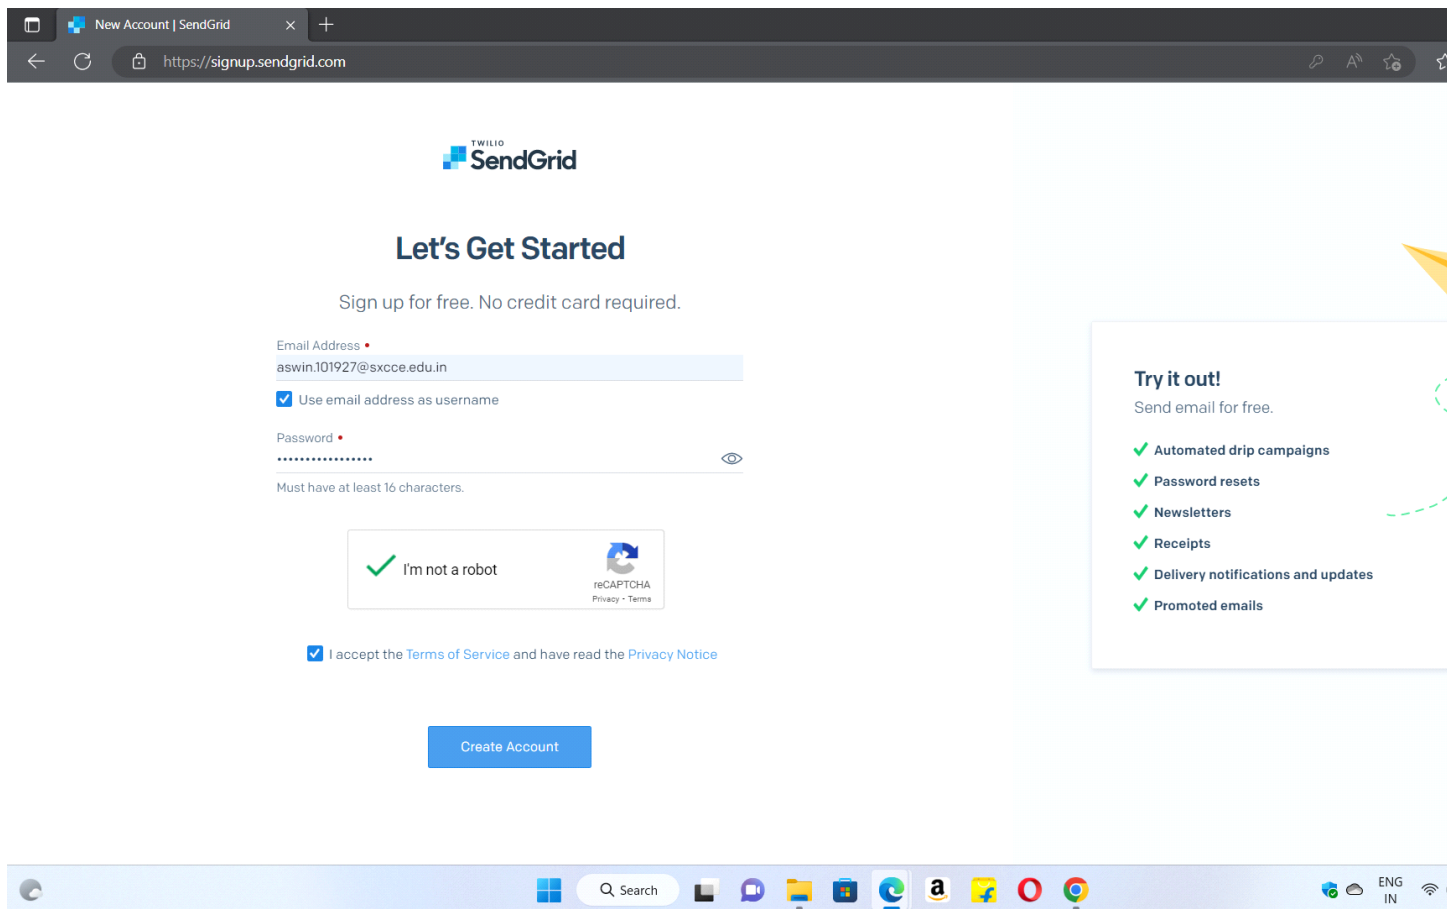 New Account | SendGrid
https://signup.sendgrid.com
TWILIO
SendGrid
Let's Get Started
Sign up for free. No credit card required.
Email Address •
aswin.101927@sxcce.edu.in
Use email address as username
Password •
•••••••••••••••••
Must have at least 16 characters.
I'm not a robot
reCAPTCHA
Privacy - Terms
I accept the Terms of Service and have read the Privacy Notice
Create Account
Try it out!
Send email for free.
Automated drip campaigns
Password resets
Newsletters
Receipts
Delivery notifications and updates
Promoted emails
Search
a
ENG
IN